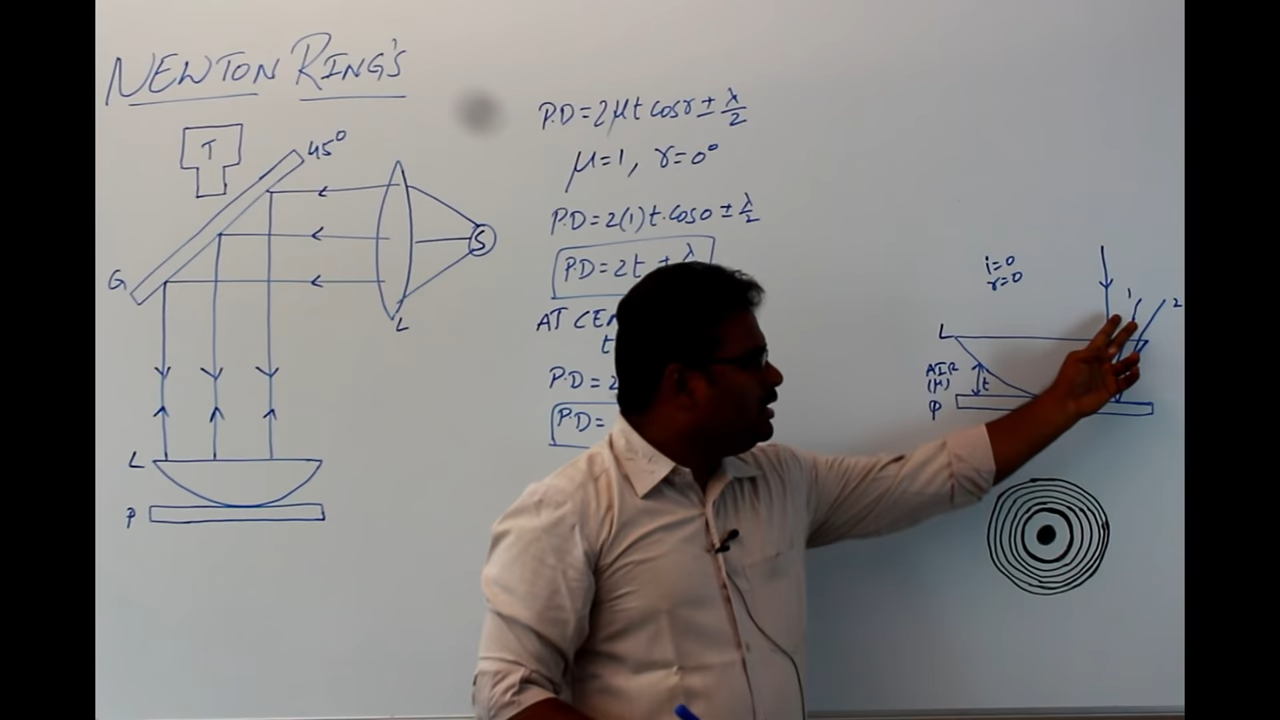 NEWTON RING'S
T
45°
G
S
L
L
P
P.D=2μt cosr ± λ/2
μ=1, r=0°
P.D=2(1)t.cos0 ± λ/2
P.D=2t ± λ
AT CEN
t
P.D=2
P.D=
i=0
r=0
1
2
L
AIR
(μ)
t
P